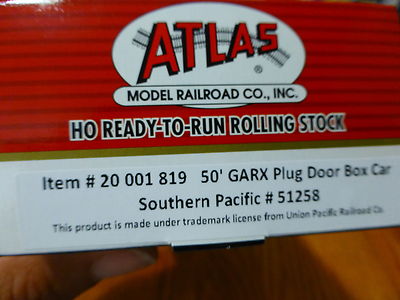 ATLAS
®
MODEL RAILROAD CO., INC.
HO READY-TO-RUN ROLLING STOCK
Item # 20 001 819 50' GARX Plug Door Box Car
Southern Pacific # 51258
This product is made under trademark license from Union Pacific Railroad Co.